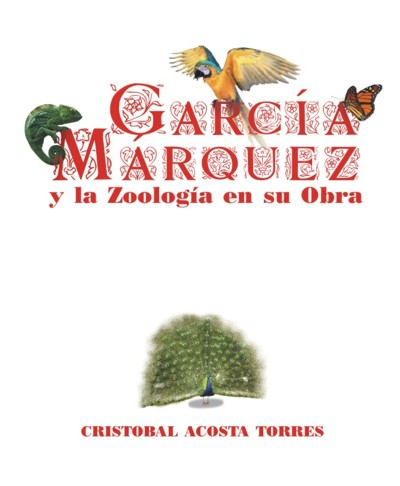 GARCÍA
MARQUEZ
y la Zoología en su Obra
CRISTOBAL ACOSTA TORRES